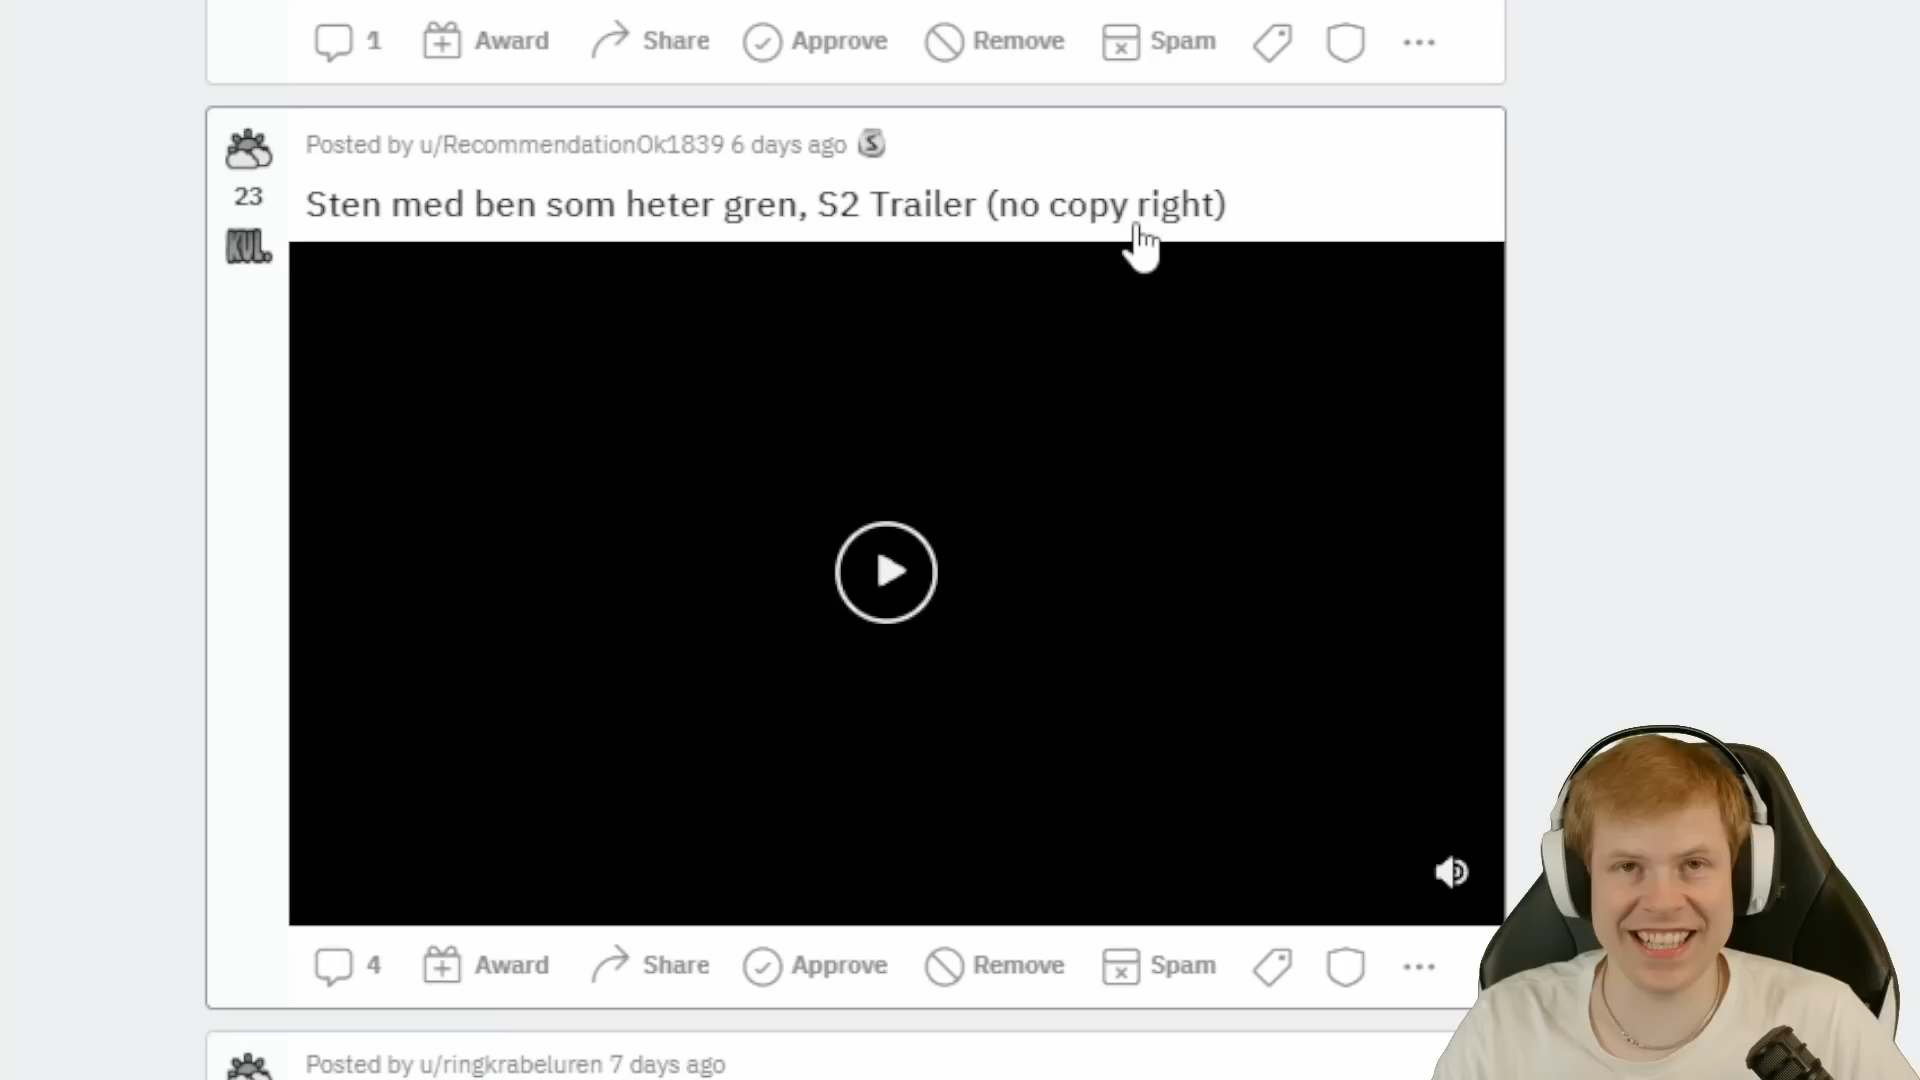 1 Award Share Approve Remove Spam
Posted by u/RecommendationOk1839 6 days ago S
23 Sten med ben som heter gren, S2 Trailer (no copy right)
KUL.
4 Award Share Approve Remove Spam
Posted by u/ringkrabeluren 7 days ago